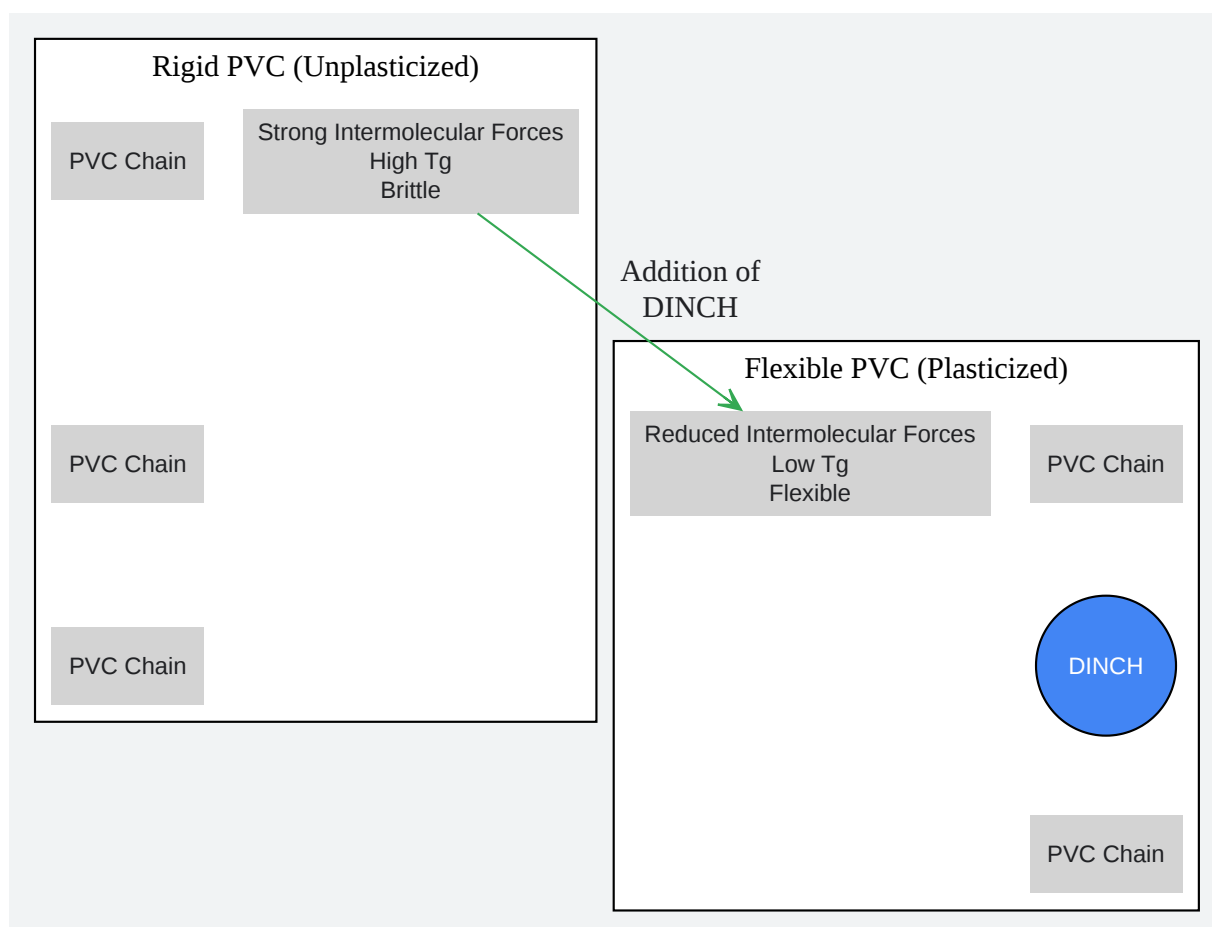 Rigid PVC (Unplasticized)
PVC Chain
Strong Intermolecular Forces
High Tg
Brittle
PVC Chain
PVC Chain
Addition of
DINCH
Flexible PVC (Plasticized)
Reduced Intermolecular Forces
Low Tg
Flexible
PVC Chain
DINCH
PVC Chain